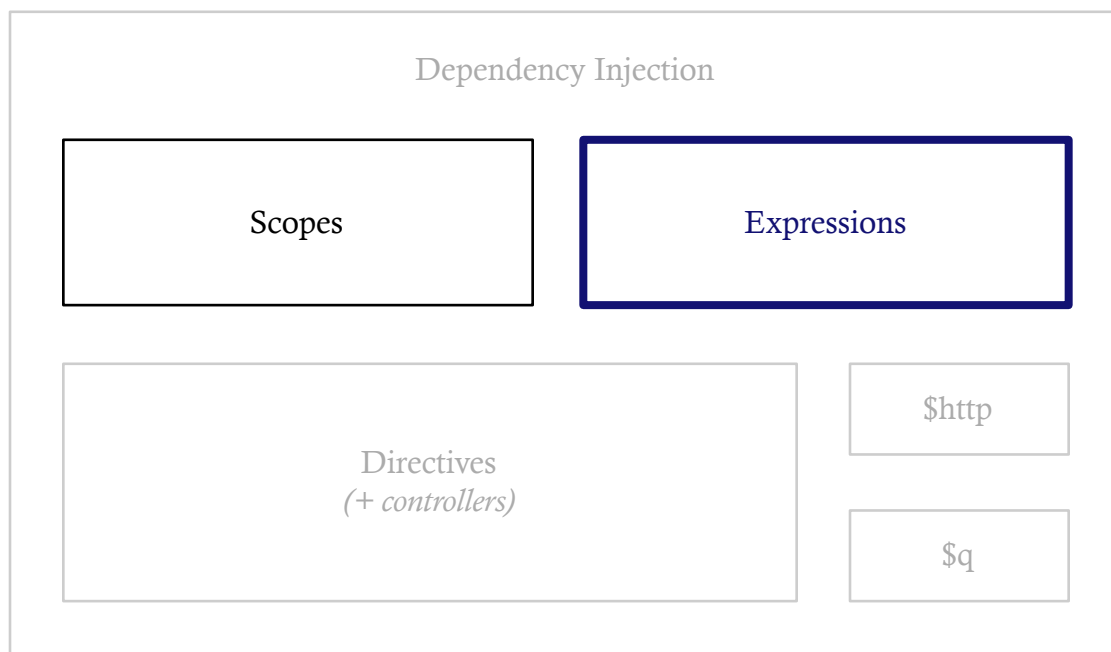 Dependency Injection
Scopes
Expressions
Directives
(+ controllers)
$http
$q